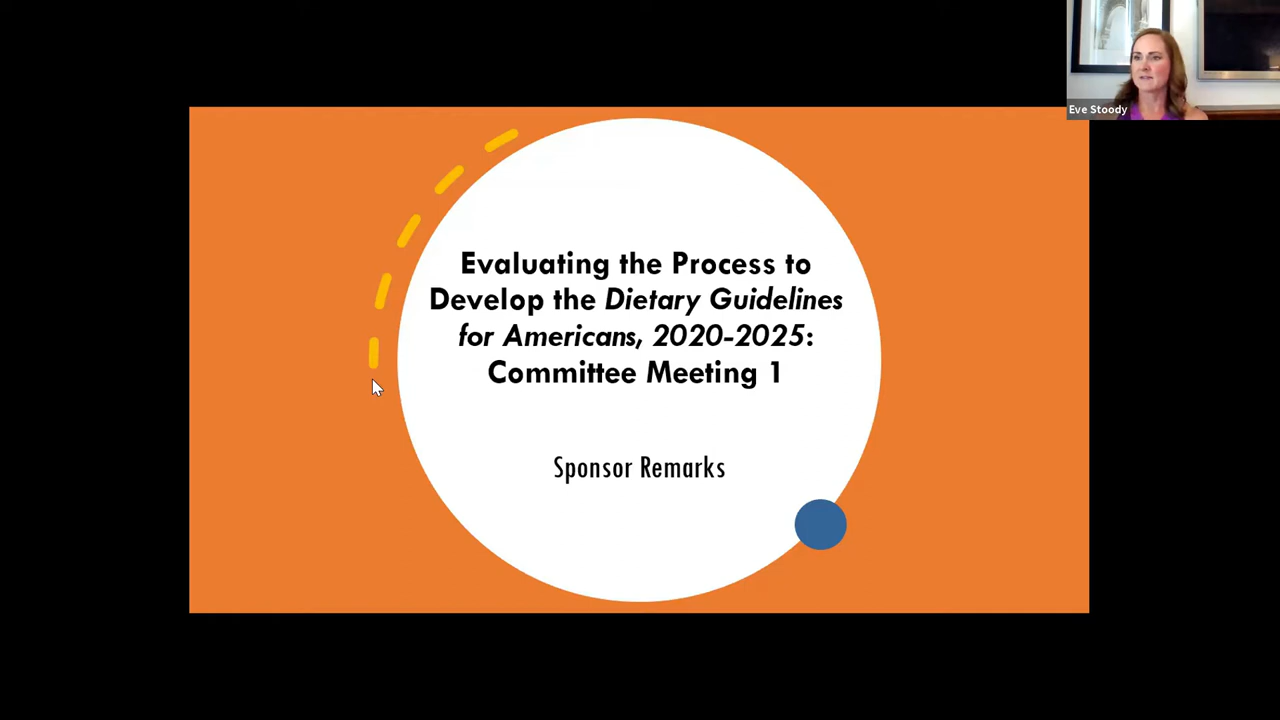 Eve Stoody
Evaluating the Process to
Develop the Dietary Guidelines
for Americans, 2020-2025:
Committee Meeting 1
Sponsor Remarks